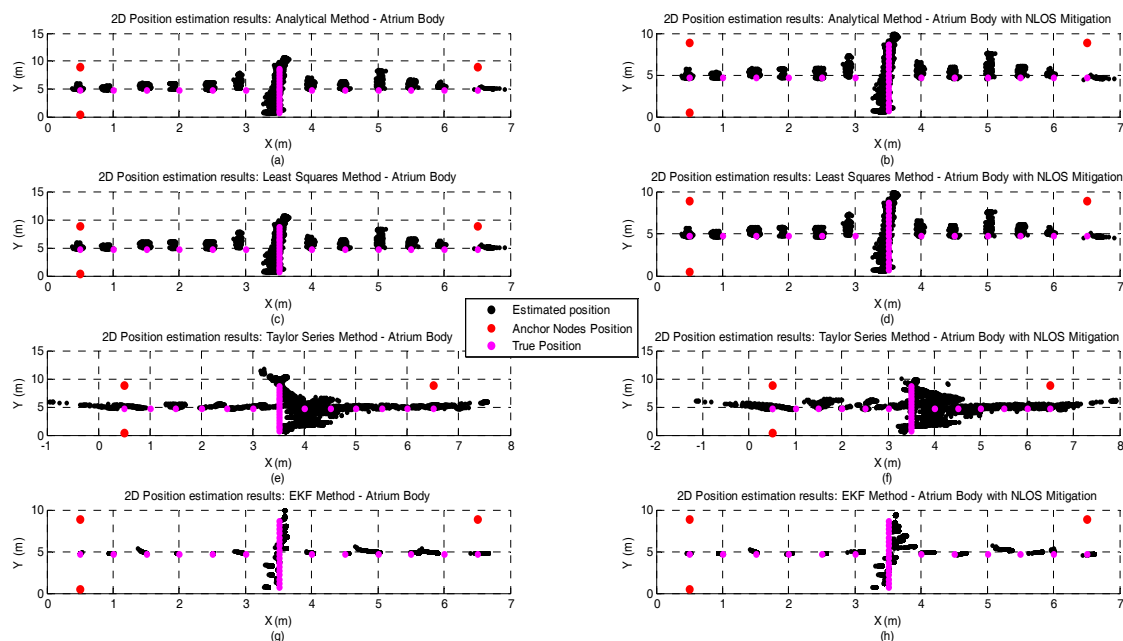 2D Position estimation results: Analytical Method - Atrium Body
15
10
5
0
Y (m)
0 1 2 3 4 5 6 7
X (m)
(a)
2D Position estimation results: Analytical Method - Atrium Body with NLOS Mitigation
10
5
0
Y (m)
0 1 2 3 4 5 6 7
X (m)
(b)
2D Position estimation results: Least Squares Method - Atrium Body
15
10
5
0
Y (m)
0 1 2 3 4 5 6 7
X (m)
(c)
2D Position estimation results: Least Squares Method - Atrium Body with NLOS Mitigation
10
5
0
Y (m)
0 1 2 3 4 5 6 7
X (m)
(d)
Estimated position
Anchor Nodes Position
True Position
2D Position estimation results: Taylor Series Method - Atrium Body
15
10
5
0
Y (m)
-1 0 1 2 3 4 5 6 7 8
X (m)
(e)
2D Position estimation results: Taylor Series Method - Atrium Body with NLOS Mitigation
15
10
5
0
Y (m)
-2 -1 0 1 2 3 4 5 6 7 8
X (m)
(f)
2D Position estimation results: EKF Method - Atrium Body
10
5
0
Y (m)
0 1 2 3 4 5 6 7
X (m)
(g)
2D Position estimation results: EKF Method - Atrium Body with NLOS Mitigation
10
5
0
Y (m)
0 1 2 3 4 5 6 7
X (m)
(h)